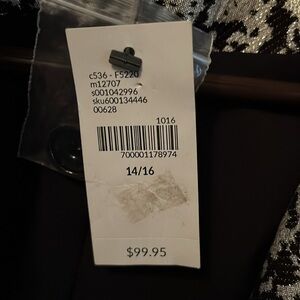 c536 - F5220
m12707
s001042996
sku600134446
00628
1016
700001178974
14/16
$99.95